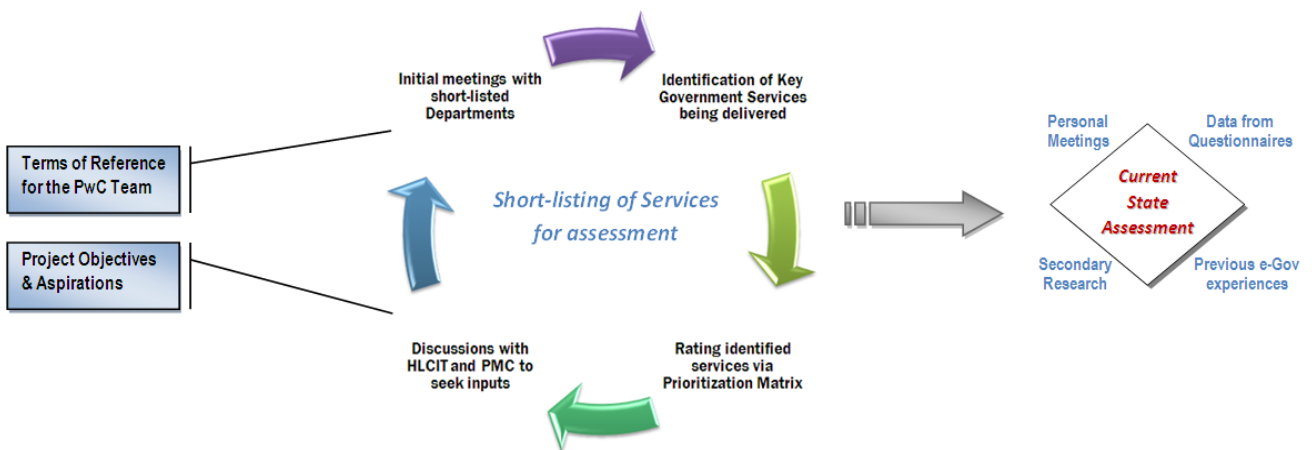 Terms of Reference
for the PwC Team
Project Objectives
& Aspirations
Initial meetings with
short-listed
Departments
Identification of Key
Government Services
being delivered
Short-listing of Services
for assessment
Discussions with
HLCIT and PMC to
seek inputs
Rating identified
services via
Prioritization Matrix
Personal
Meetings
Data from
Questionnaires
Current
State
Assessment
Secondary
Research
Previous e-Gov
experiences